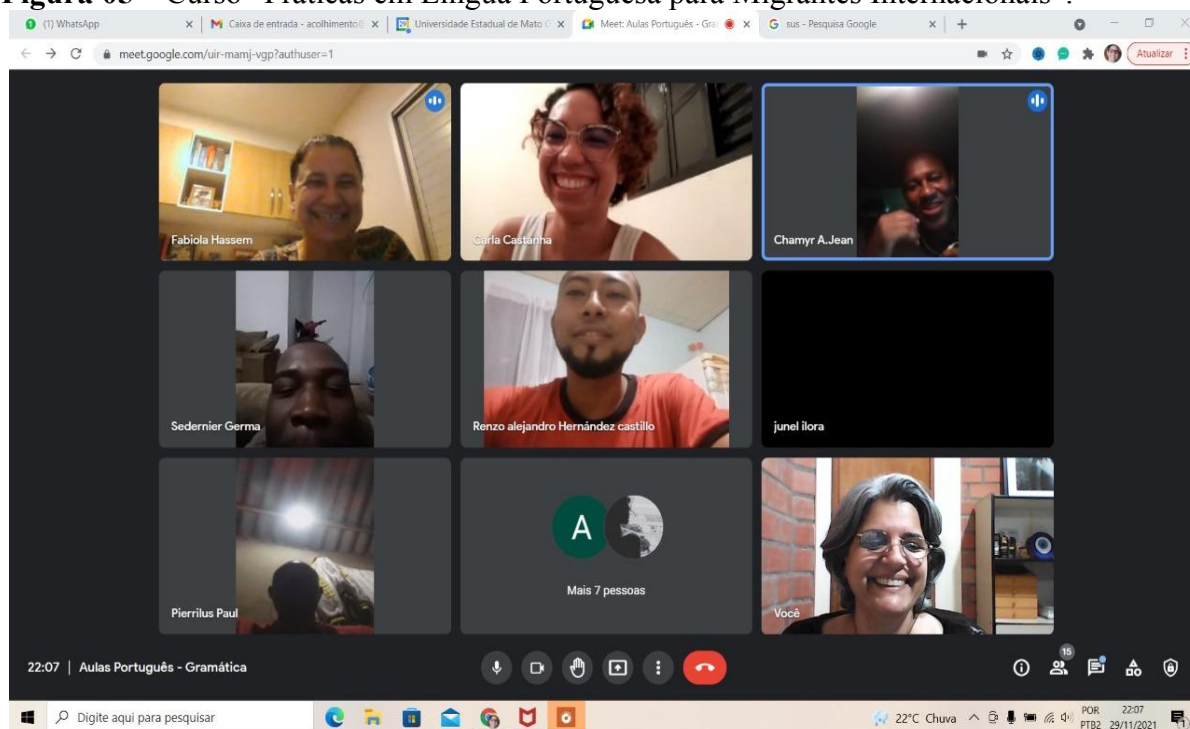 Figura 03 – Curso "Práticas em Língua Portuguesa para Migrantes Internacionais".
(1) WhatsApp
Caixa de entrada - acolhimento@
Universidade Estadual de Mato G
Meet: Aulas Português - Gra
sus - Pesquisa Google
meet.google.com/uir-mamj-vgp?authuser=1
Atualizar
Fabiola Hassem
Carla Castanha
Chamyr A.Jean
Sedernier Germa
Renzo alejandro Hernández castillo
junel ilora
Pierrilus Paul
A
Mais 7 pessoas
Você
22:07 | Aulas Português - Gramática
15
Digite aqui para pesquisar
22°C Chuva
POR
PTB2
22:07
29/11/2021
1